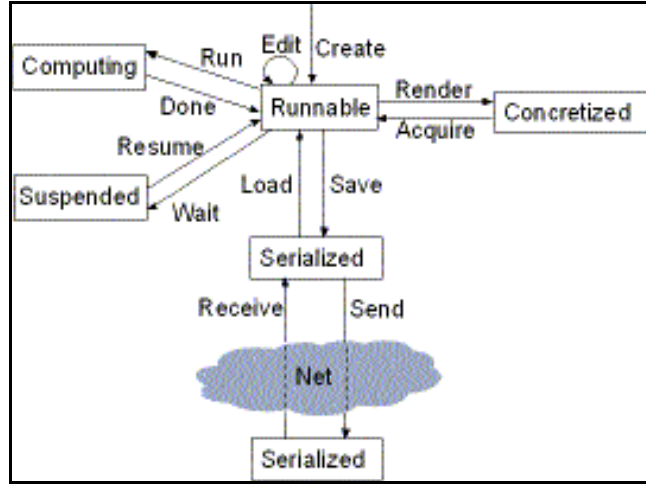 Edit
Create
Run
Computing
Render
Done
Runnable
Concretized
Acquire
Resume
Suspended
Load
Save
Wait
Serialized
Receive
Send
Net
Serialized